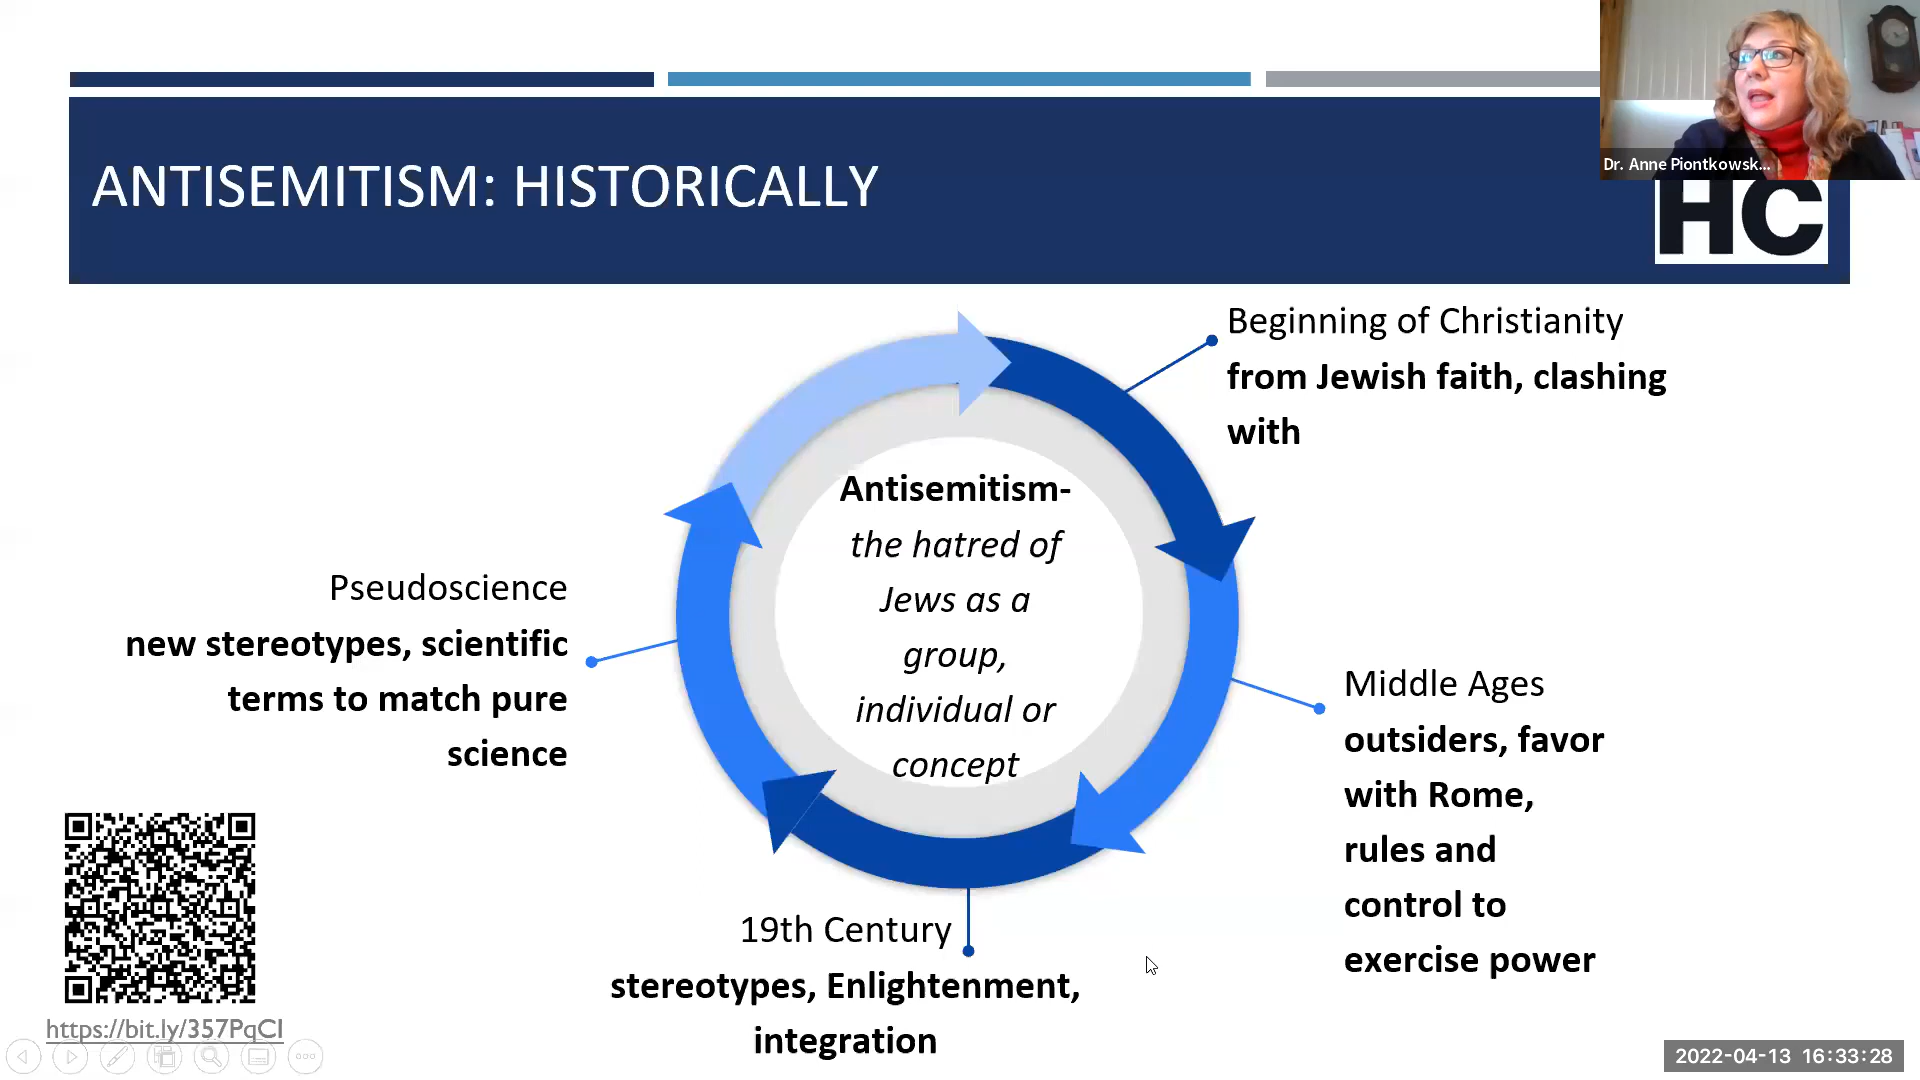 Dr. Anne Piontkowsk...
ANTISEMITISM: HISTORICALLY
HC
Beginning of Christianity
from Jewish faith, clashing
with
Antisemitism-
the hatred of
Jews as a
group,
individual or
concept
Pseudoscience
new stereotypes, scientific
terms to match pure
science
Middle Ages
outsiders, favor
with Rome,
rules and
control to
exercise power
19th Century
stereotypes, Enlightenment,
integration
https://bit.ly/357PqCI
2022-04-13 16:33:28